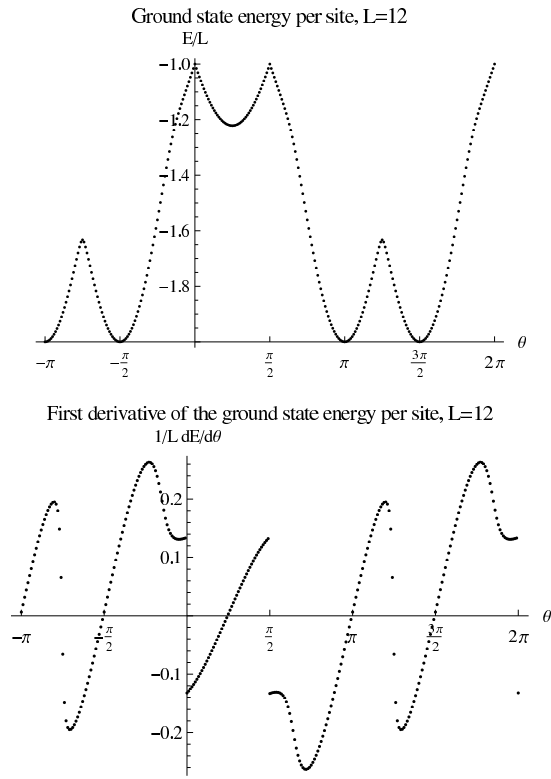 Ground state energy per site, L=12
E/L
−1.0
−1.2
−1.4
−1.6
−1.8
−π −π/2 π/2 π 3π/2 2π θ
First derivative of the ground state energy per site, L=12
1/L dE/dθ
0.2
0.1
−π −π/2 π/2 π 3π/2 2π θ
−0.1
−0.2